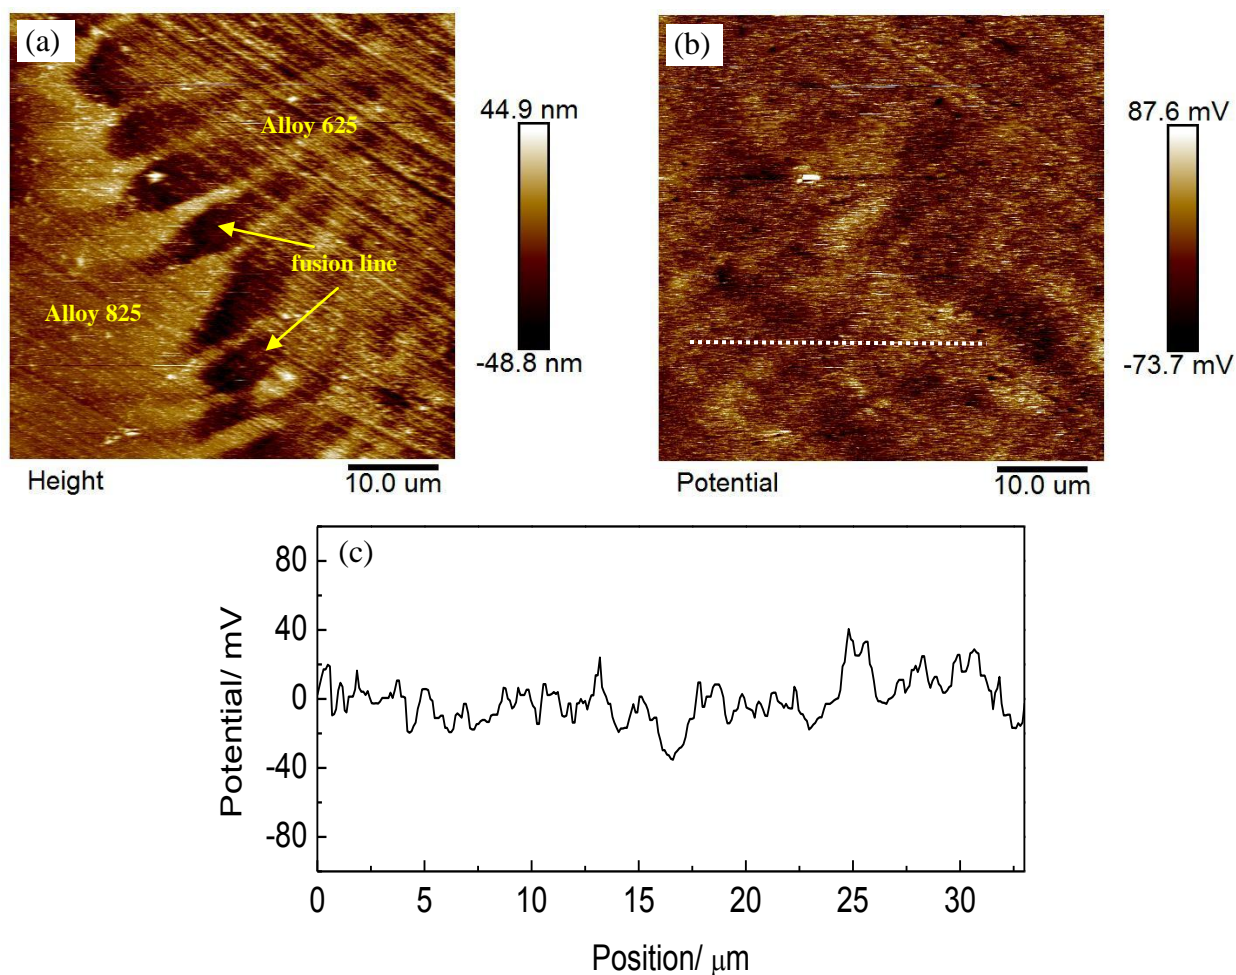 (a)
Alloy 625
fusion line
Alloy 825
44.9 nm
-48.8 nm
Height
10.0 um
(b)
87.6 mV
-73.7 mV
Potential
10.0 um
(c)
Potential/ mV
80
40
0
-40
-80
0 5 10 15 20 25 30
Position/ μm